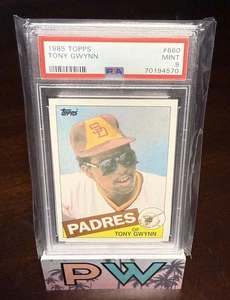 1985 TOPPS #660
TONY GWYNN MINT
9
PSA 70194570
Topps
SD
PADRES
OF
TONY GWYNN
PW